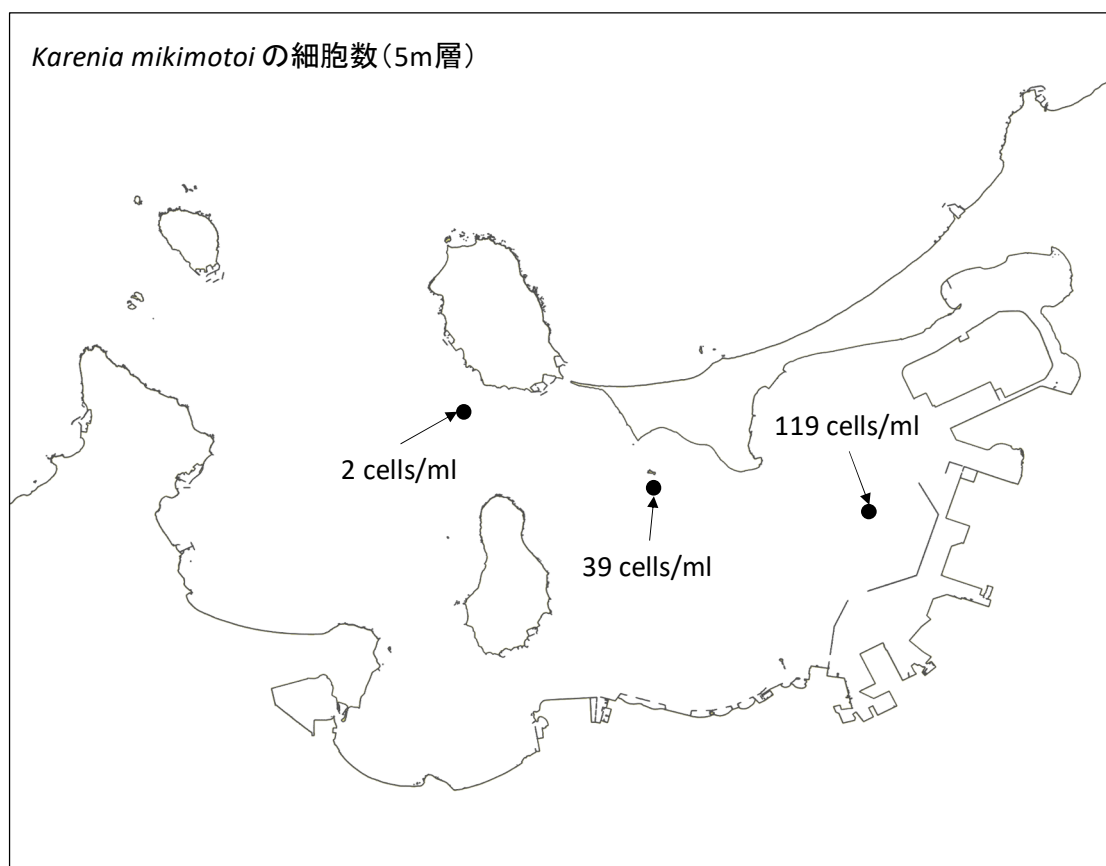 Karenia mikimotoi の細胞数（5m層）
119 cells/ml
2 cells/ml
39 cells/ml